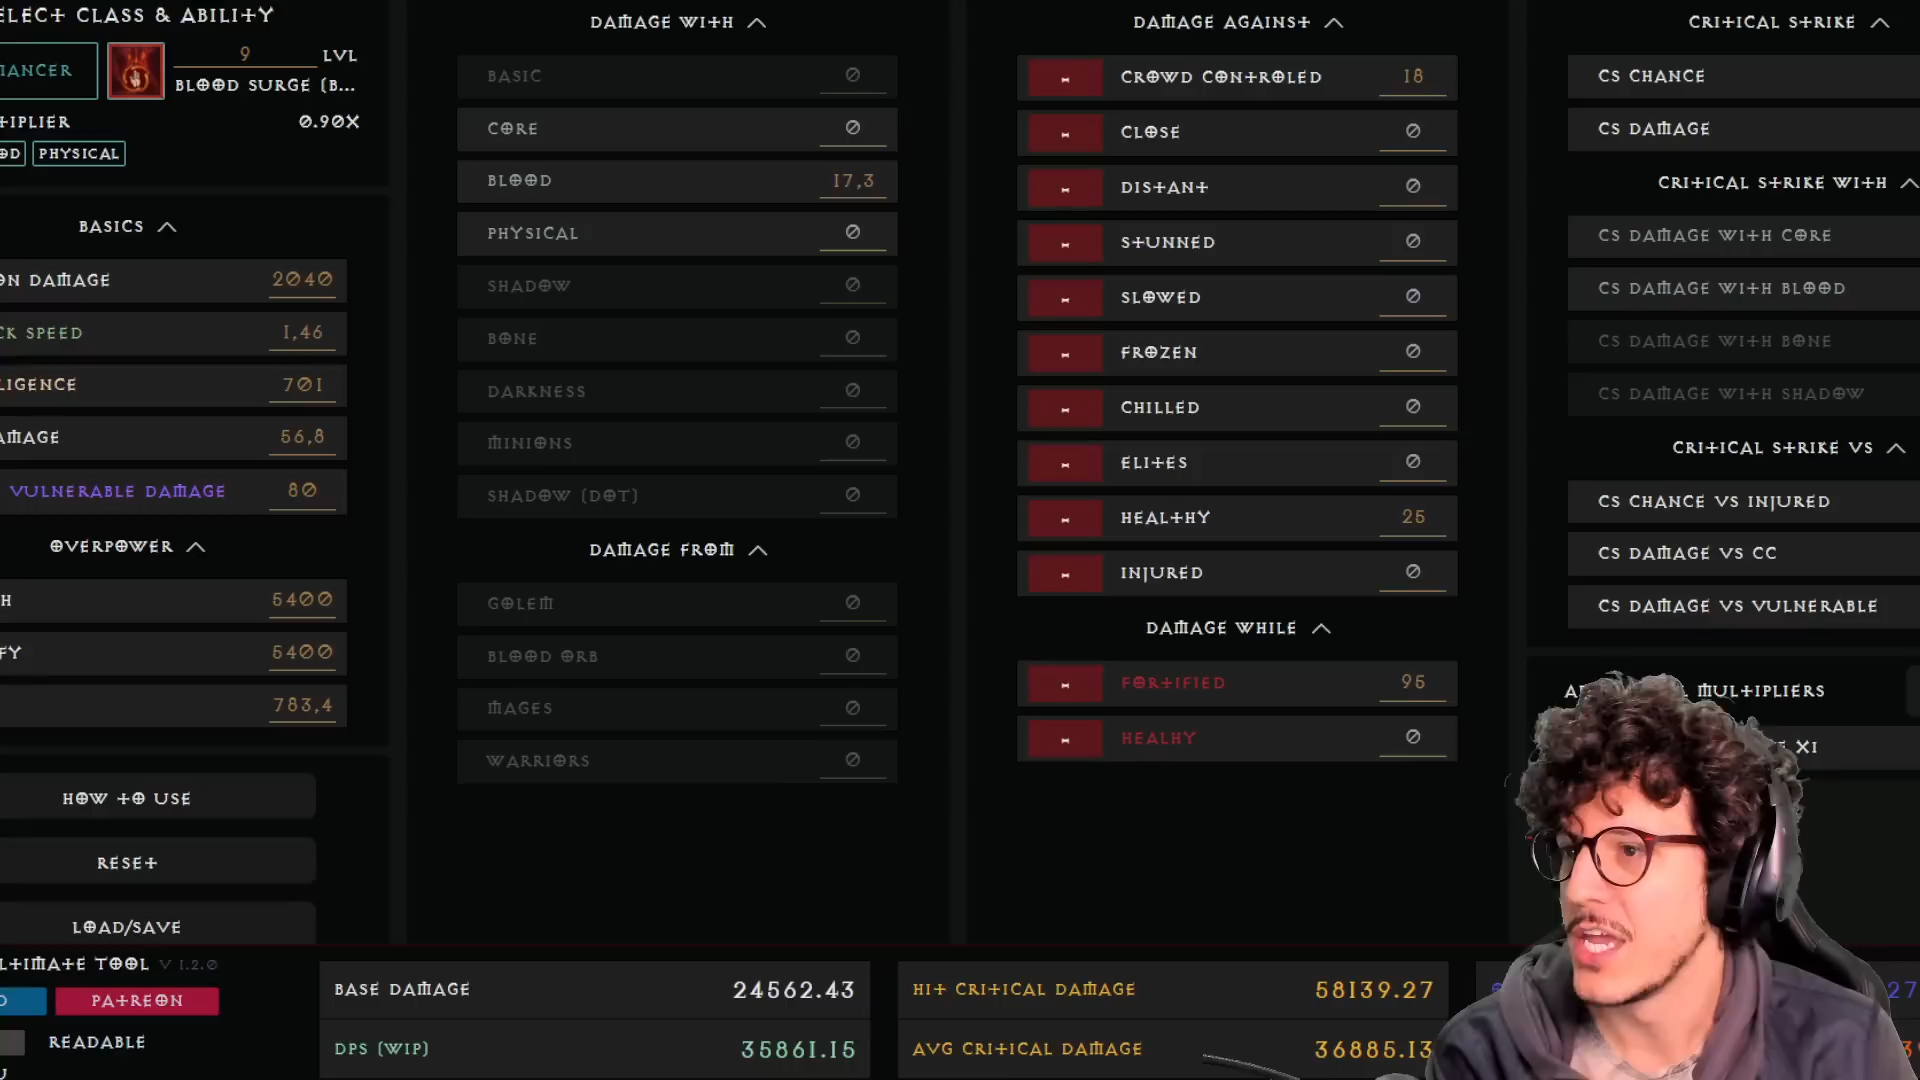 ELECT CLASS & ABILITY
MANCER
9 LVL
BLOOD SURGE (B...
TIPLIER 0.90X
OD PHYSICAL
BASICS
ON DAMAGE 2040
CK SPEED 1,46
LIGENCE 701
AMAGE 56,8
VULNERABLE DAMAGE 80
OVERPOWER
H 5400
FY 5400
783,4
HOW TO USE
RESET
LOAD/SAVE
LTIMATE TOOL V 1.2.0
D PATREON
READABLE
U
DAMAGE WITH
BASIC 0
CORE 0
BLOOD 17,3
PHYSICAL 0
SHADOW 0
BONE 0
DARKNESS 0
MINIONS 0
SHADOW (DOT) 0
DAMAGE FROM
GOLEM 0
BLOOD ORB 0
MAGES 0
WARRIORS 0
DAMAGE AGAINST
CROWD CONTROLED 18
CLOSE 0
DISTANT 0
STUNNED 0
SLOWED 0
FROZEN 0
CHILLED 0
ELITES 0
HEALTHY 25
INJURED 0
DAMAGE WHILE
FORTIFIED 95
HEALHY 0
CRITICAL STRIKE
CS CHANCE
CS DAMAGE
CRITICAL STRIKE WITH
CS DAMAGE WITH CORE
CS DAMAGE WITH BLOOD
CS DAMAGE WITH BONE
CS DAMAGE WITH SHADOW
CRITICAL STRIKE VS
CS CHANCE VS INJURED
CS DAMAGE VS CC
CS DAMAGE VS VULNERABLE
MULTIPLIERS
X1
BASE DAMAGE 24562.43
DPS (WIP) 35861.15
HIT CRITICAL DAMAGE 58139.27
AVG CRITICAL DAMAGE 36885.13
27